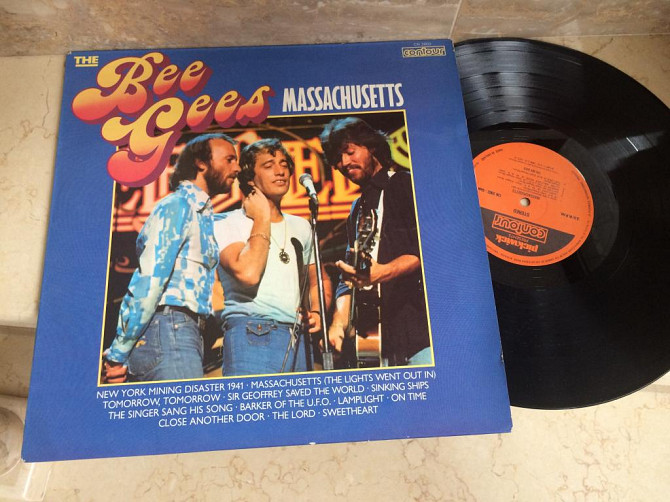 THE
Bee
Gees
MASSACHUSETTS
contour
NEW YORK MINING DISASTER 1941 · MASSACHUSETTS (THE LIGHTS WENT OUT IN)
TOMORROW, TOMORROW · SIR GEOFFREY SAVED THE WORLD · SINKING SHIPS
THE SINGER SANG HIS SONG · BARKER OF THE U.F.O. · LAMPLIGHT · ON TIME
CLOSE ANOTHER DOOR · THE LORD · SWEETHEART
STEREO
contour
pickwick